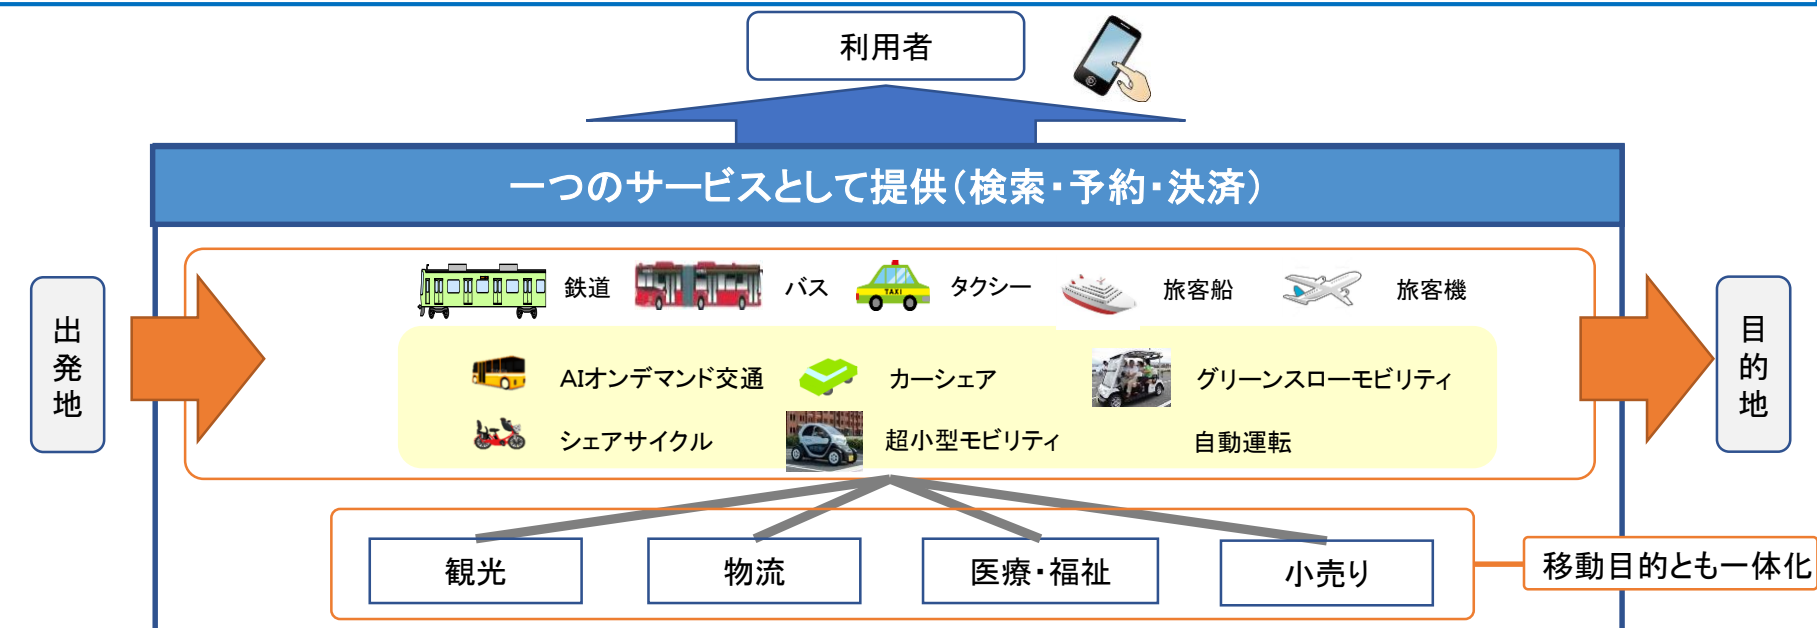 利用者
一つのサービスとして提供（検索・予約・決済）
出発地
鉄道
バス
TAXI
タクシー
旅客船
旅客機
目的地
AIオンデマンド交通
カーシェア
グリーンスローモビリティ
シェアサイクル
超小型モビリティ
自動運転
観光
物流
医療・福祉
小売り
移動目的とも一体化